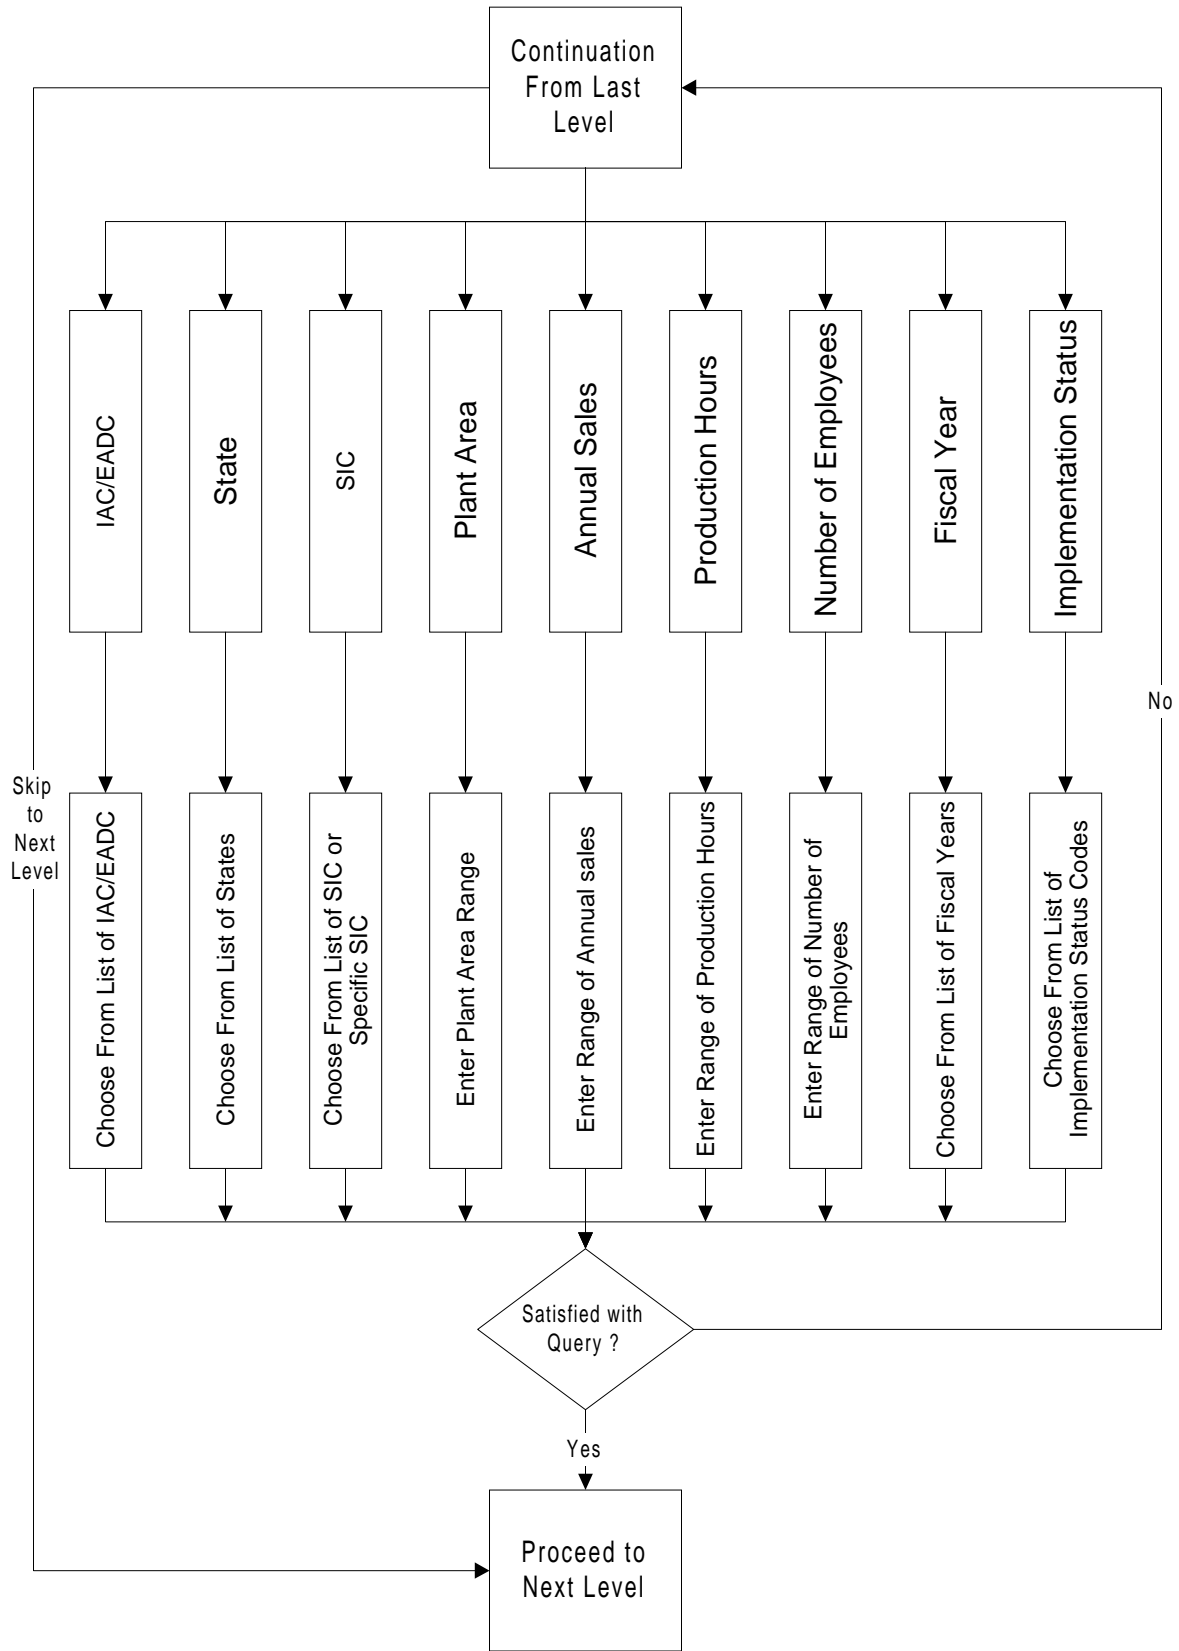 Continuation
From Last
Level
IAC/EADC
State
SIC
Plant Area
Annual Sales
Production Hours
Number of Employees
Fiscal Year
Implementation Status
No
Skip
to
Next
Level
Choose From List of IAC/EADC
Choose From List of States
Choose From List of SIC or
Specific SIC
Enter Plant Area Range
Enter Range of Annual sales
Enter Range of Production Hours
Enter Range of Number of
Employees
Choose From List of Fiscal Years
Choose From List of
Implementation Status Codes
Satisfied with
Query ?
Yes
Proceed to
Next Level